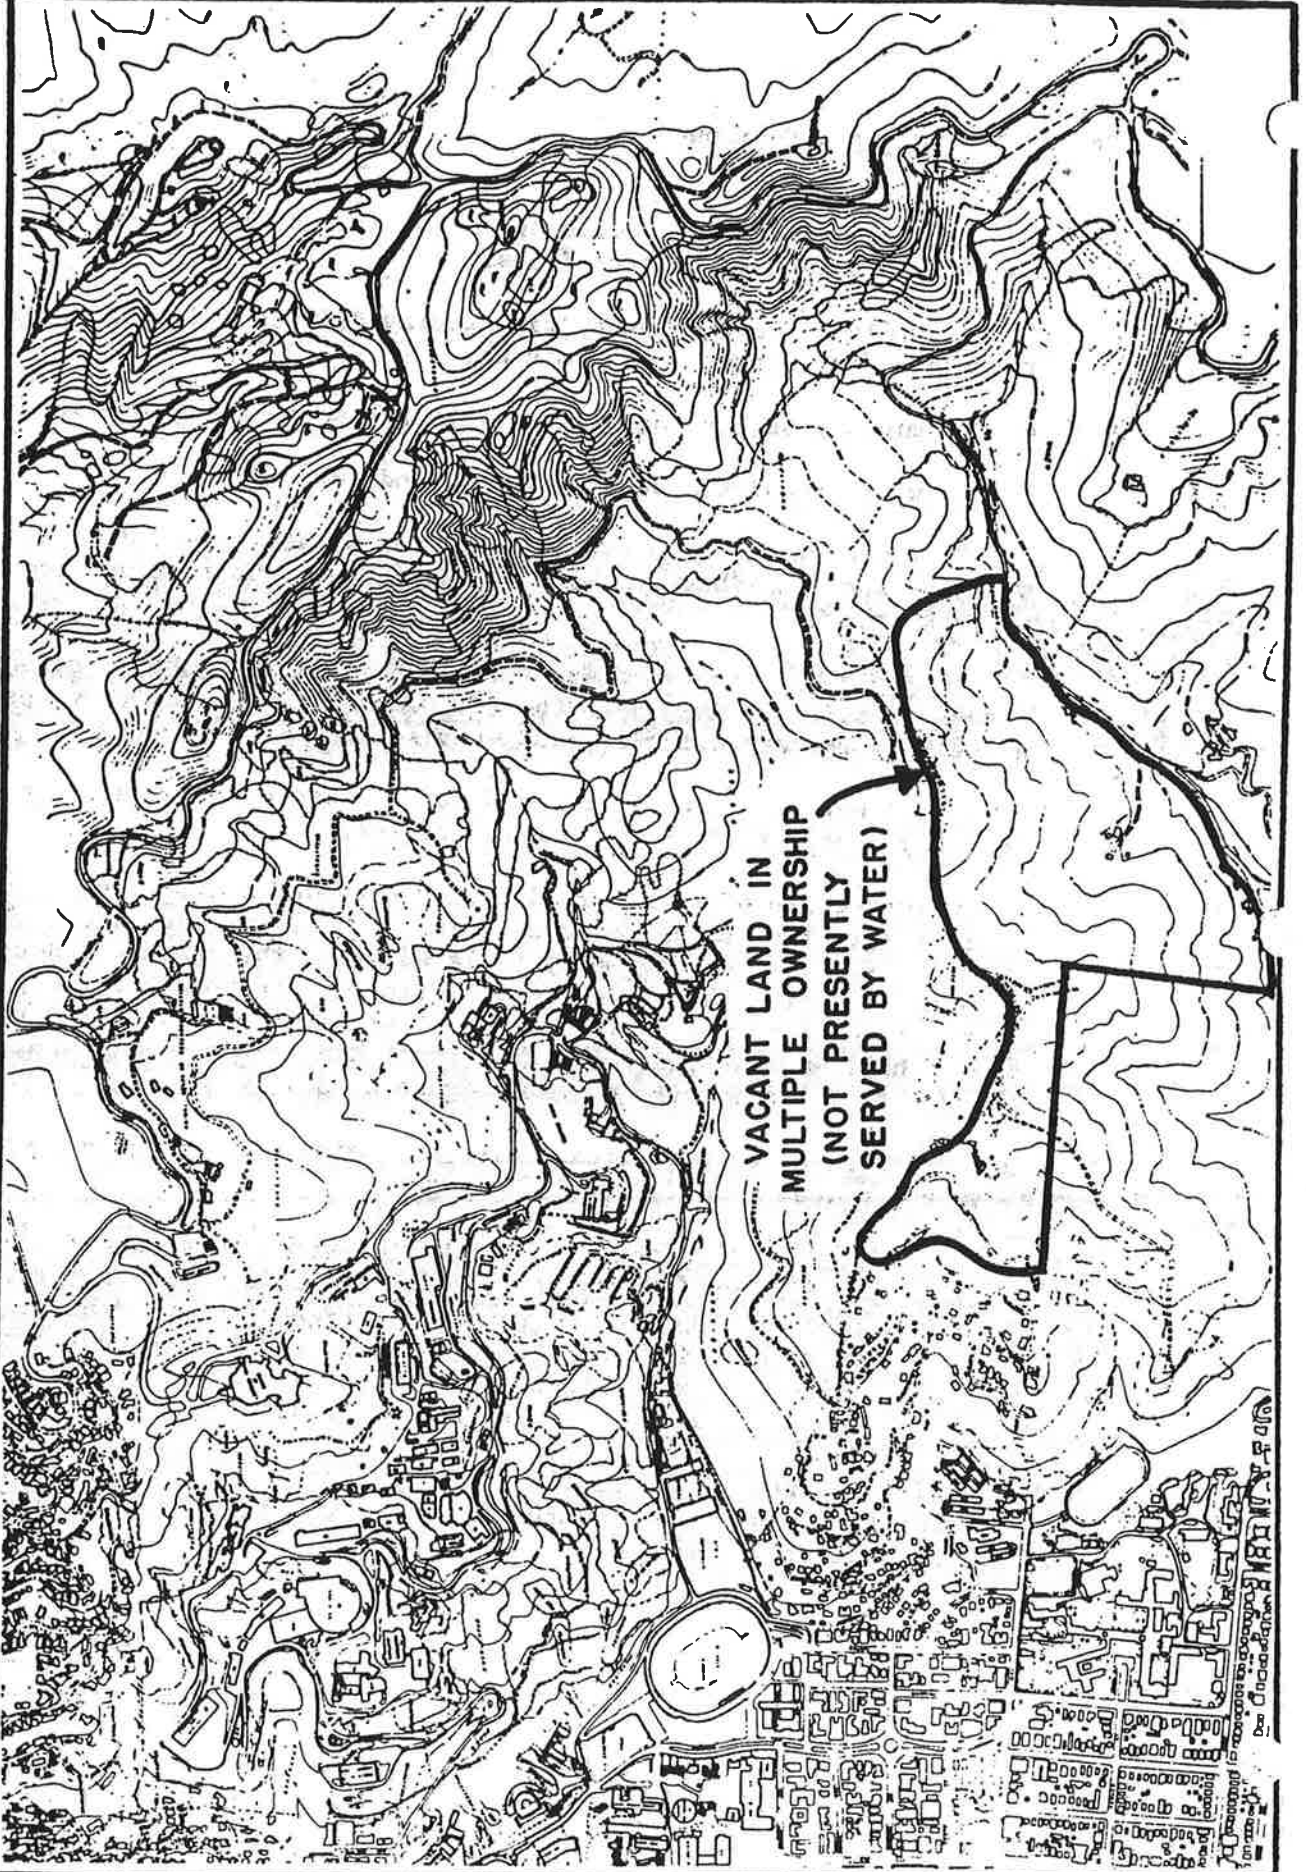 VACANT LAND IN
MULTIPLE OWNERSHIP
(NOT PRESENTLY
SERVED BY WATER)